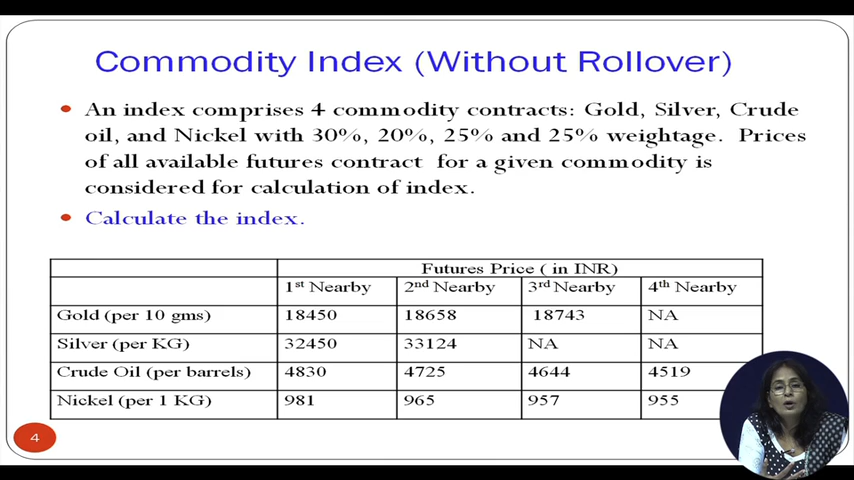 Commodity Index (Without Rollover)
An index comprises 4 commodity contracts: Gold, Silver, Crude
oil, and Nickel with 30%, 20%, 25% and 25% weightage. Prices
of all available futures contract for a given commodity is
considered for calculation of index.
Calculate the index.
Futures Price ( in INR)
1st Nearby 2nd Nearby 3rd Nearby 4th Nearby
Gold (per 10 gms) 18450 18658 18743 NA
Silver (per KG) 32450 33124 NA NA
Crude Oil (per barrels) 4830 4725 4644 4519
Nickel (per 1 KG) 981 965 957 955
4